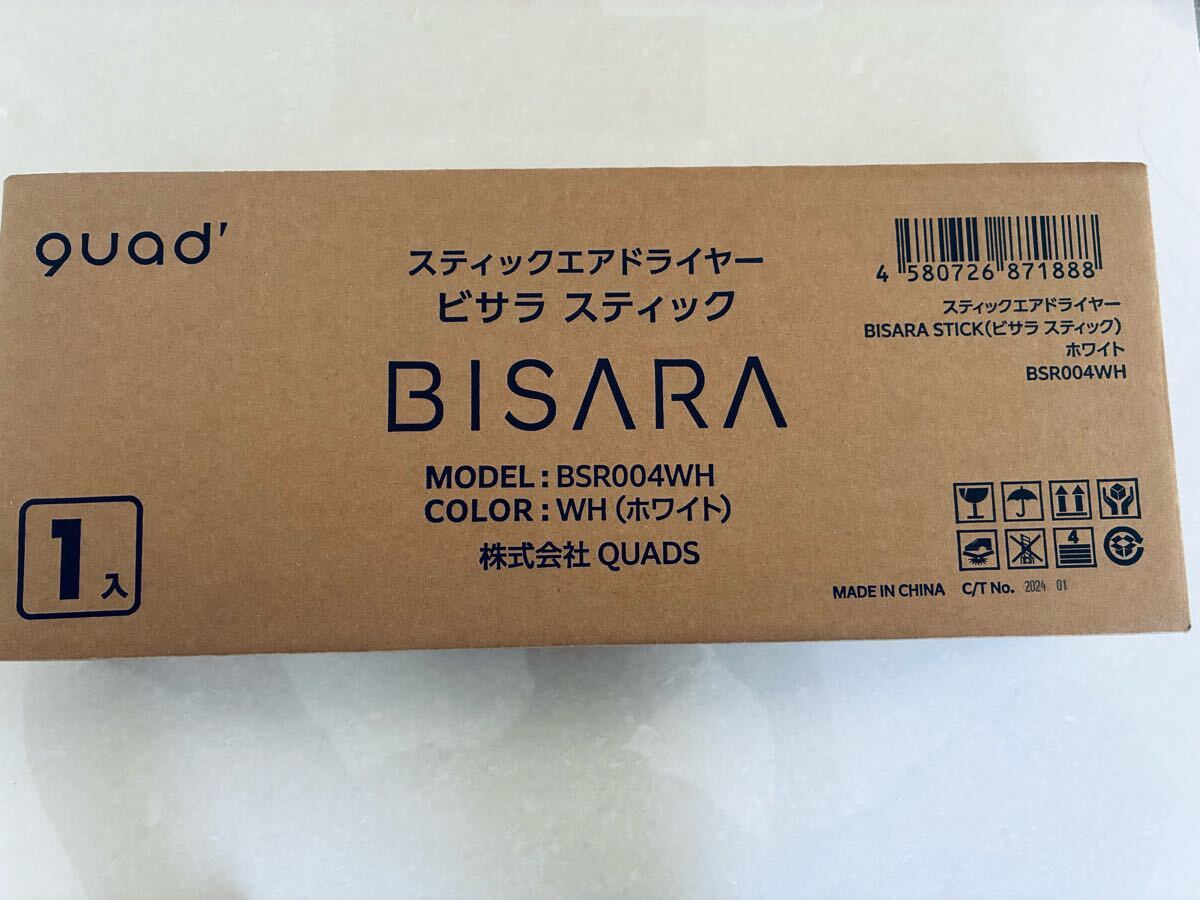 quad'
スティックエアドライヤー
ビサラ スティック
BISARA
MODEL : BSR004WH
COLOR : WH (ホワイト)
株式会社 QUADS
1入
4 580726 871888
スティックエアドライヤー
BISARA STICK(ビサラ スティック)
ホワイト
BSR004WH
4
MADE IN CHINA C/T No. 2024 01